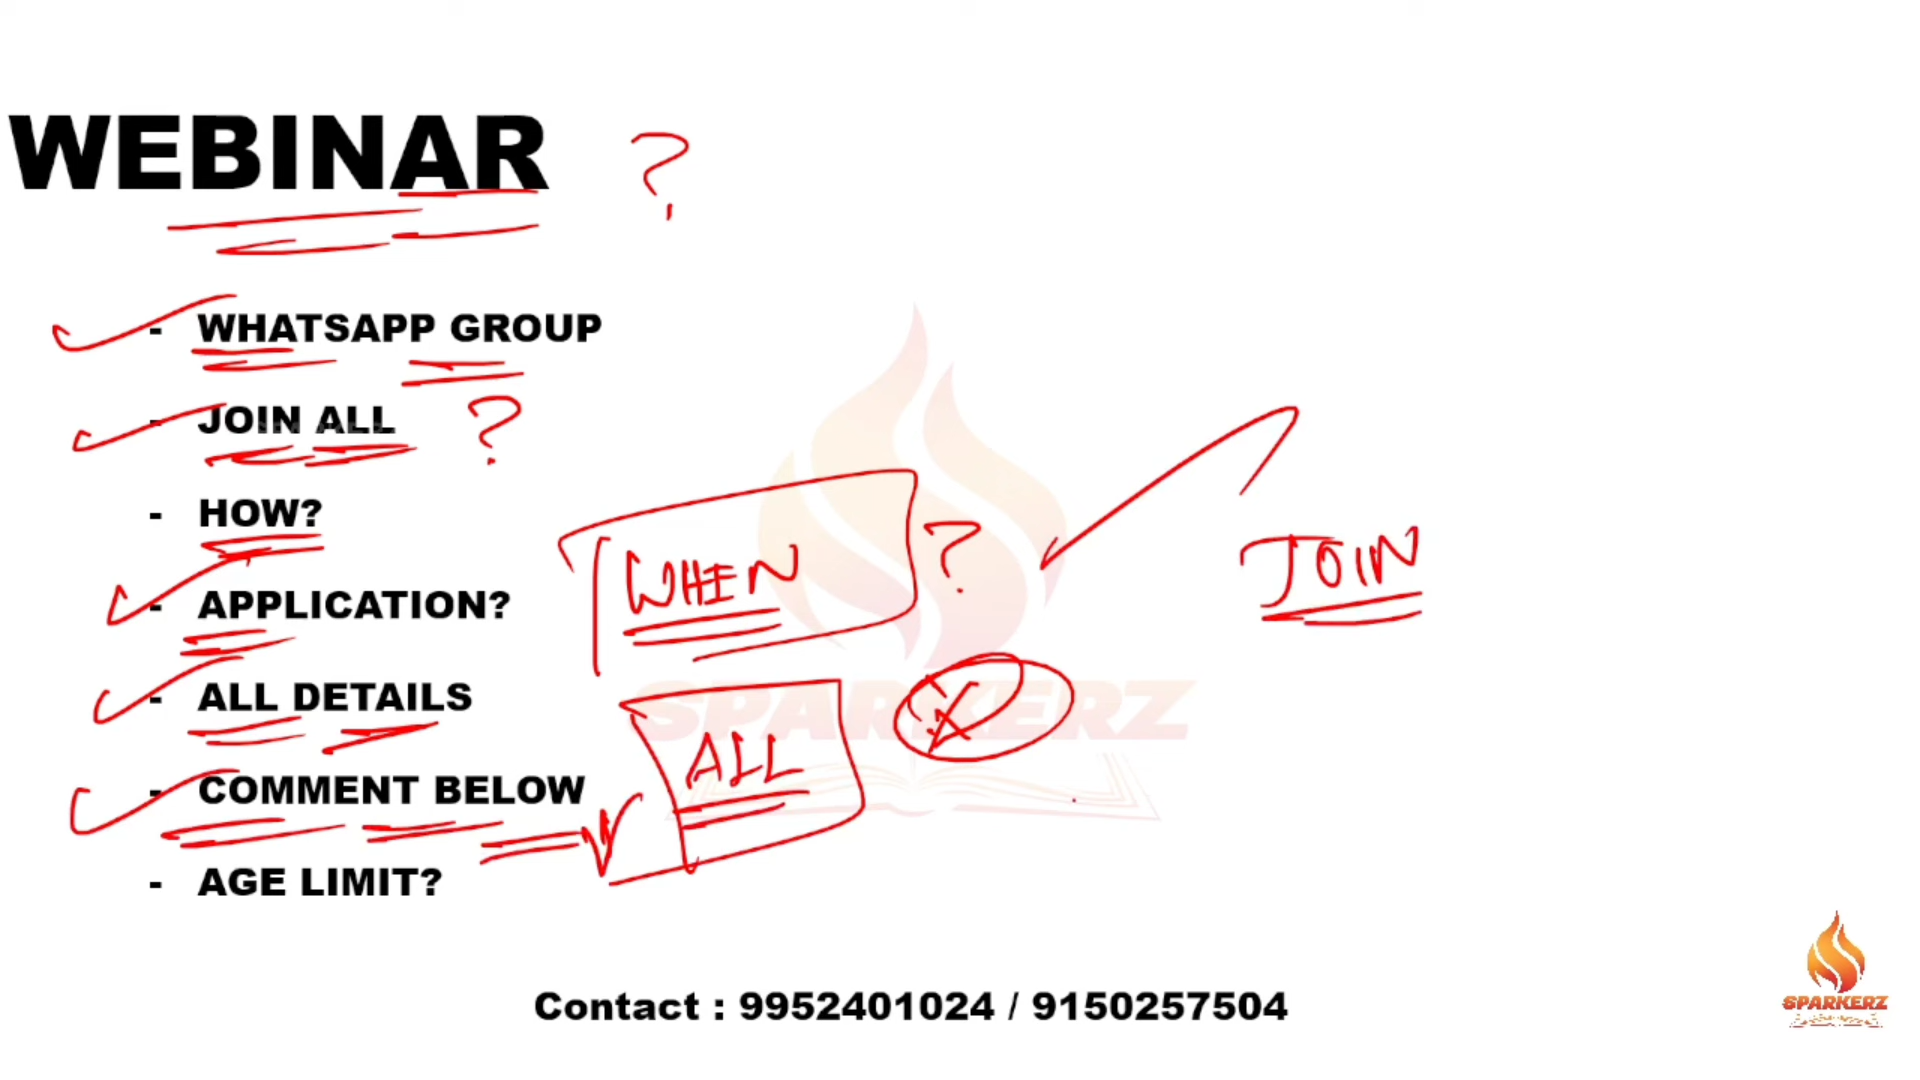 WEBINAR ?
- WHATSAPP GROUP
- JOIN ALL ?
- HOW?
WHEN ?
JOIN
- APPLICATION?
- ALL DETAILS
SPARKERZ
ALL
- COMMENT BELOW
- AGE LIMIT?
Contact : 9952401024 / 9150257504
SPARKERZ